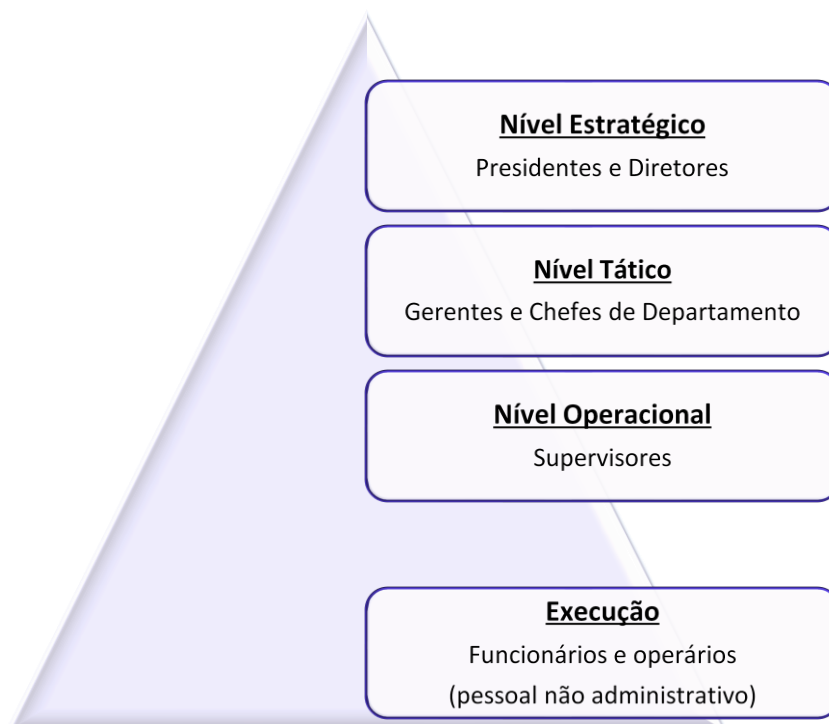 Nível Estratégico
Presidentes e Diretores
Nível Tático
Gerentes e Chefes de Departamento
Nível Operacional
Supervisores
Execução
Funcionários e operários
(pessoal não administrativo)